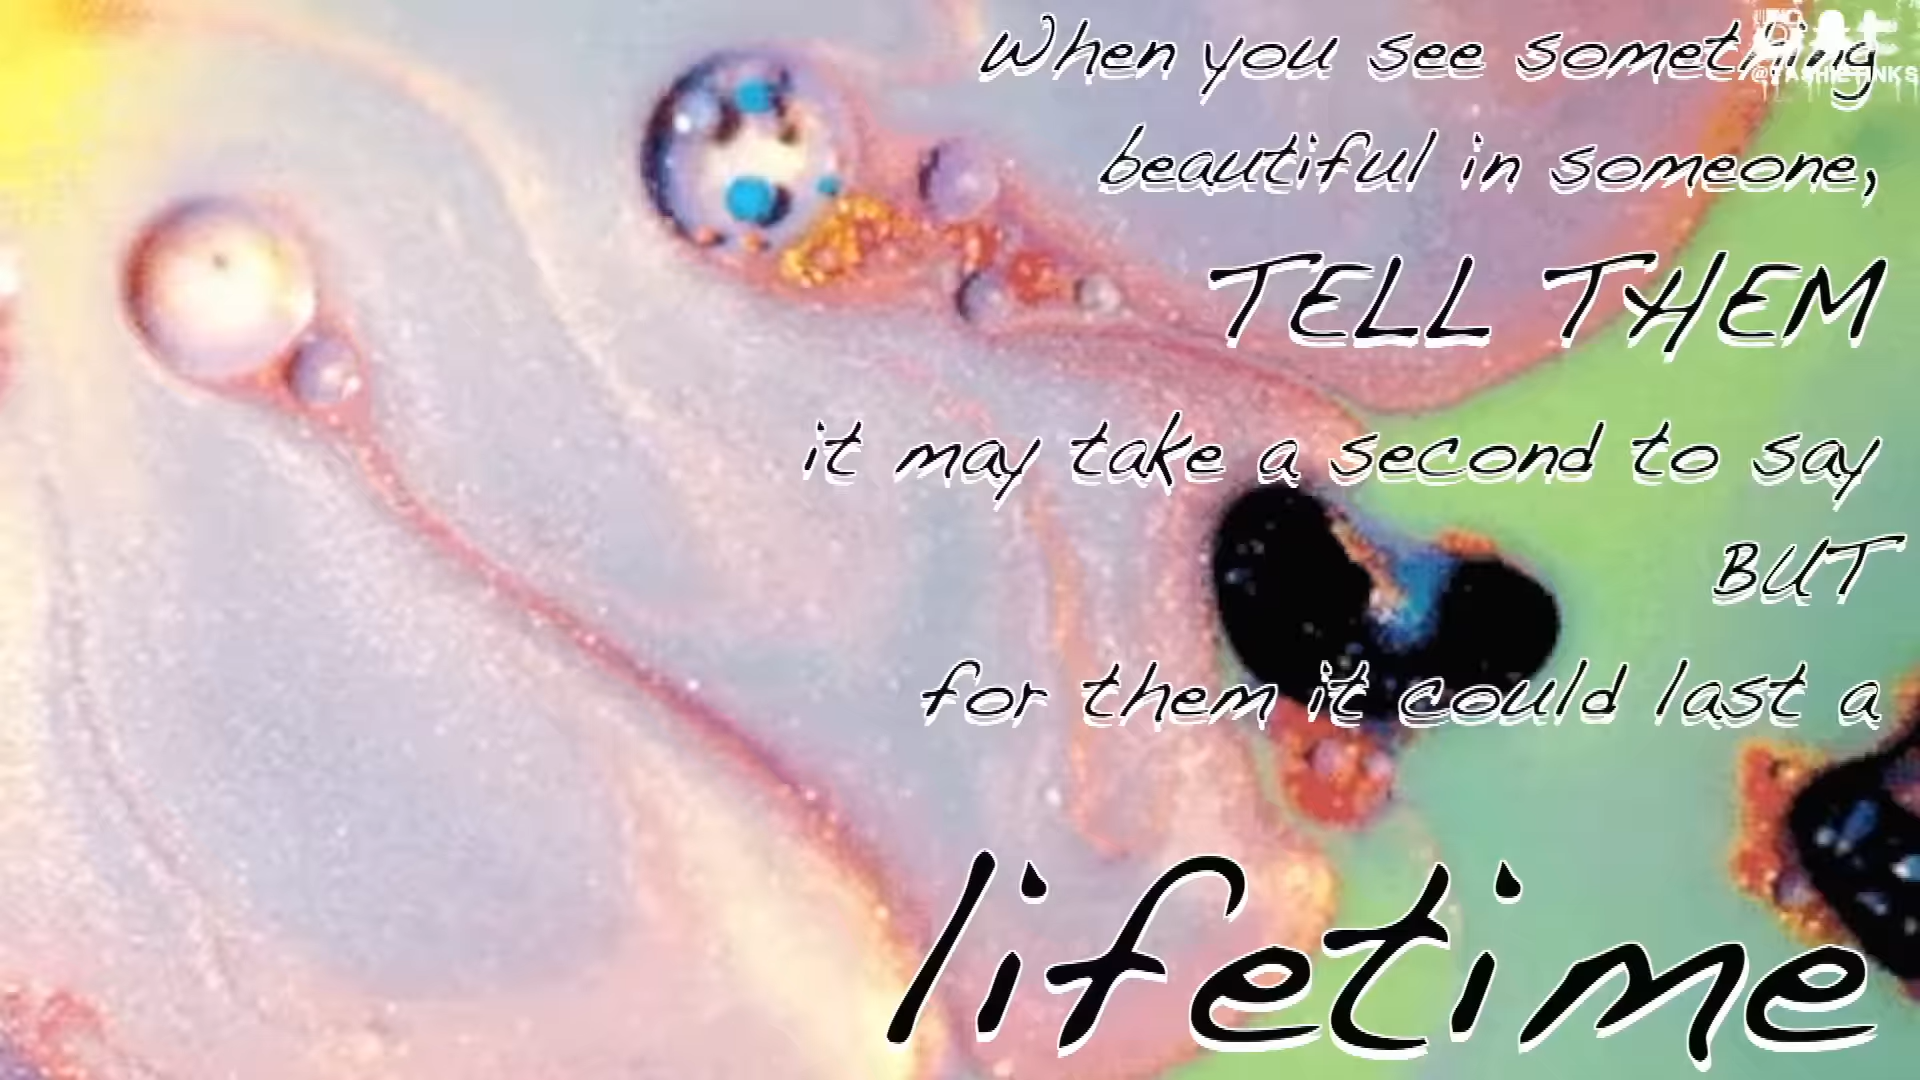 When you see something
beautiful in someone,
TELL THEM
it may take a second to say
BUT
for them it could last a
lifetime